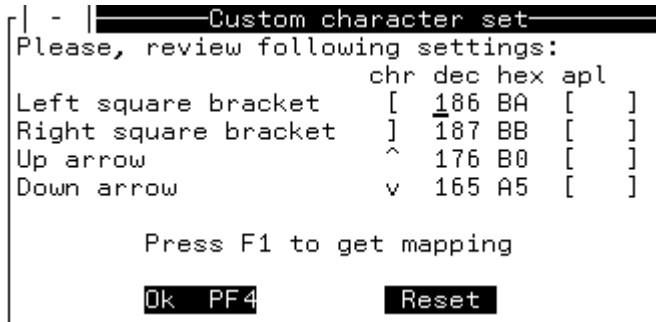 - Custom character set
Please, review following settings:
chr dec hex apl
Left square bracket [ 186 BA [ ]
Right square bracket ] 187 BB [ ]
Up arrow ^ 176 B0 [ ]
Down arrow v 165 A5 [ ]
Press F1 to get mapping
Ok PF4 Reset